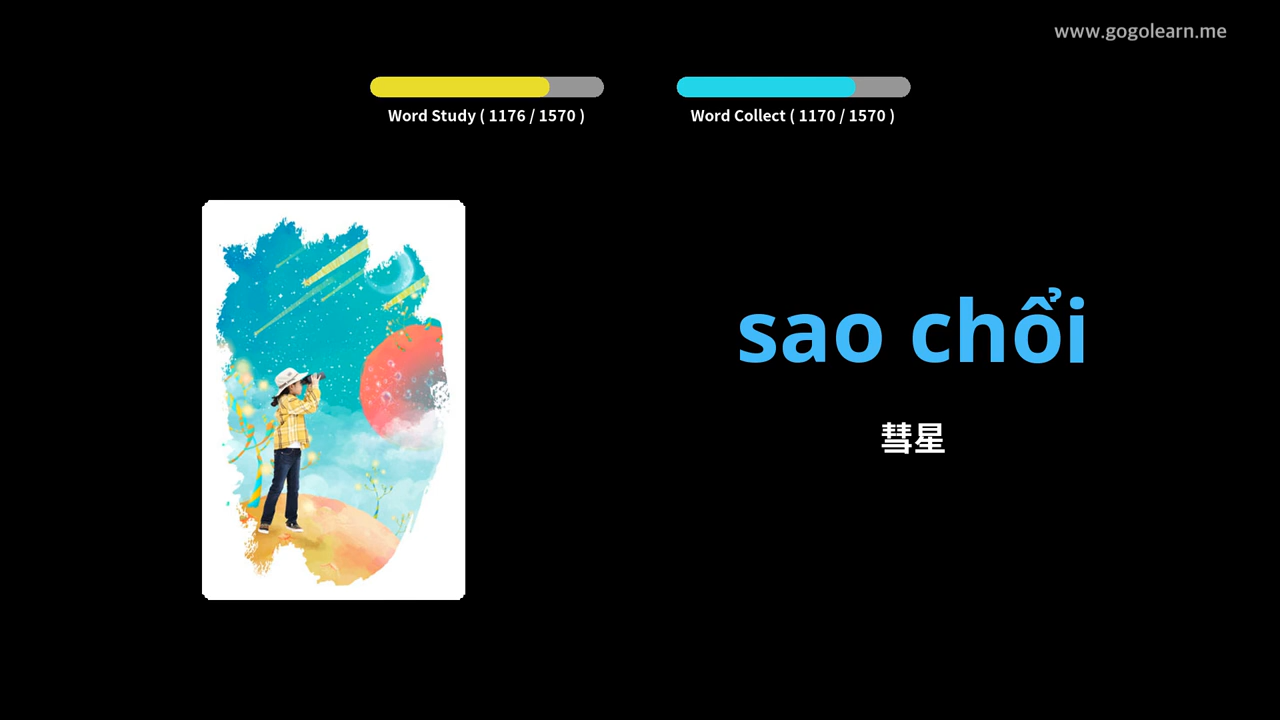 www.gogolearn.me
Word Study ( 1176 / 1570 )
Word Collect ( 1170 / 1570 )
sao chổi
彗星